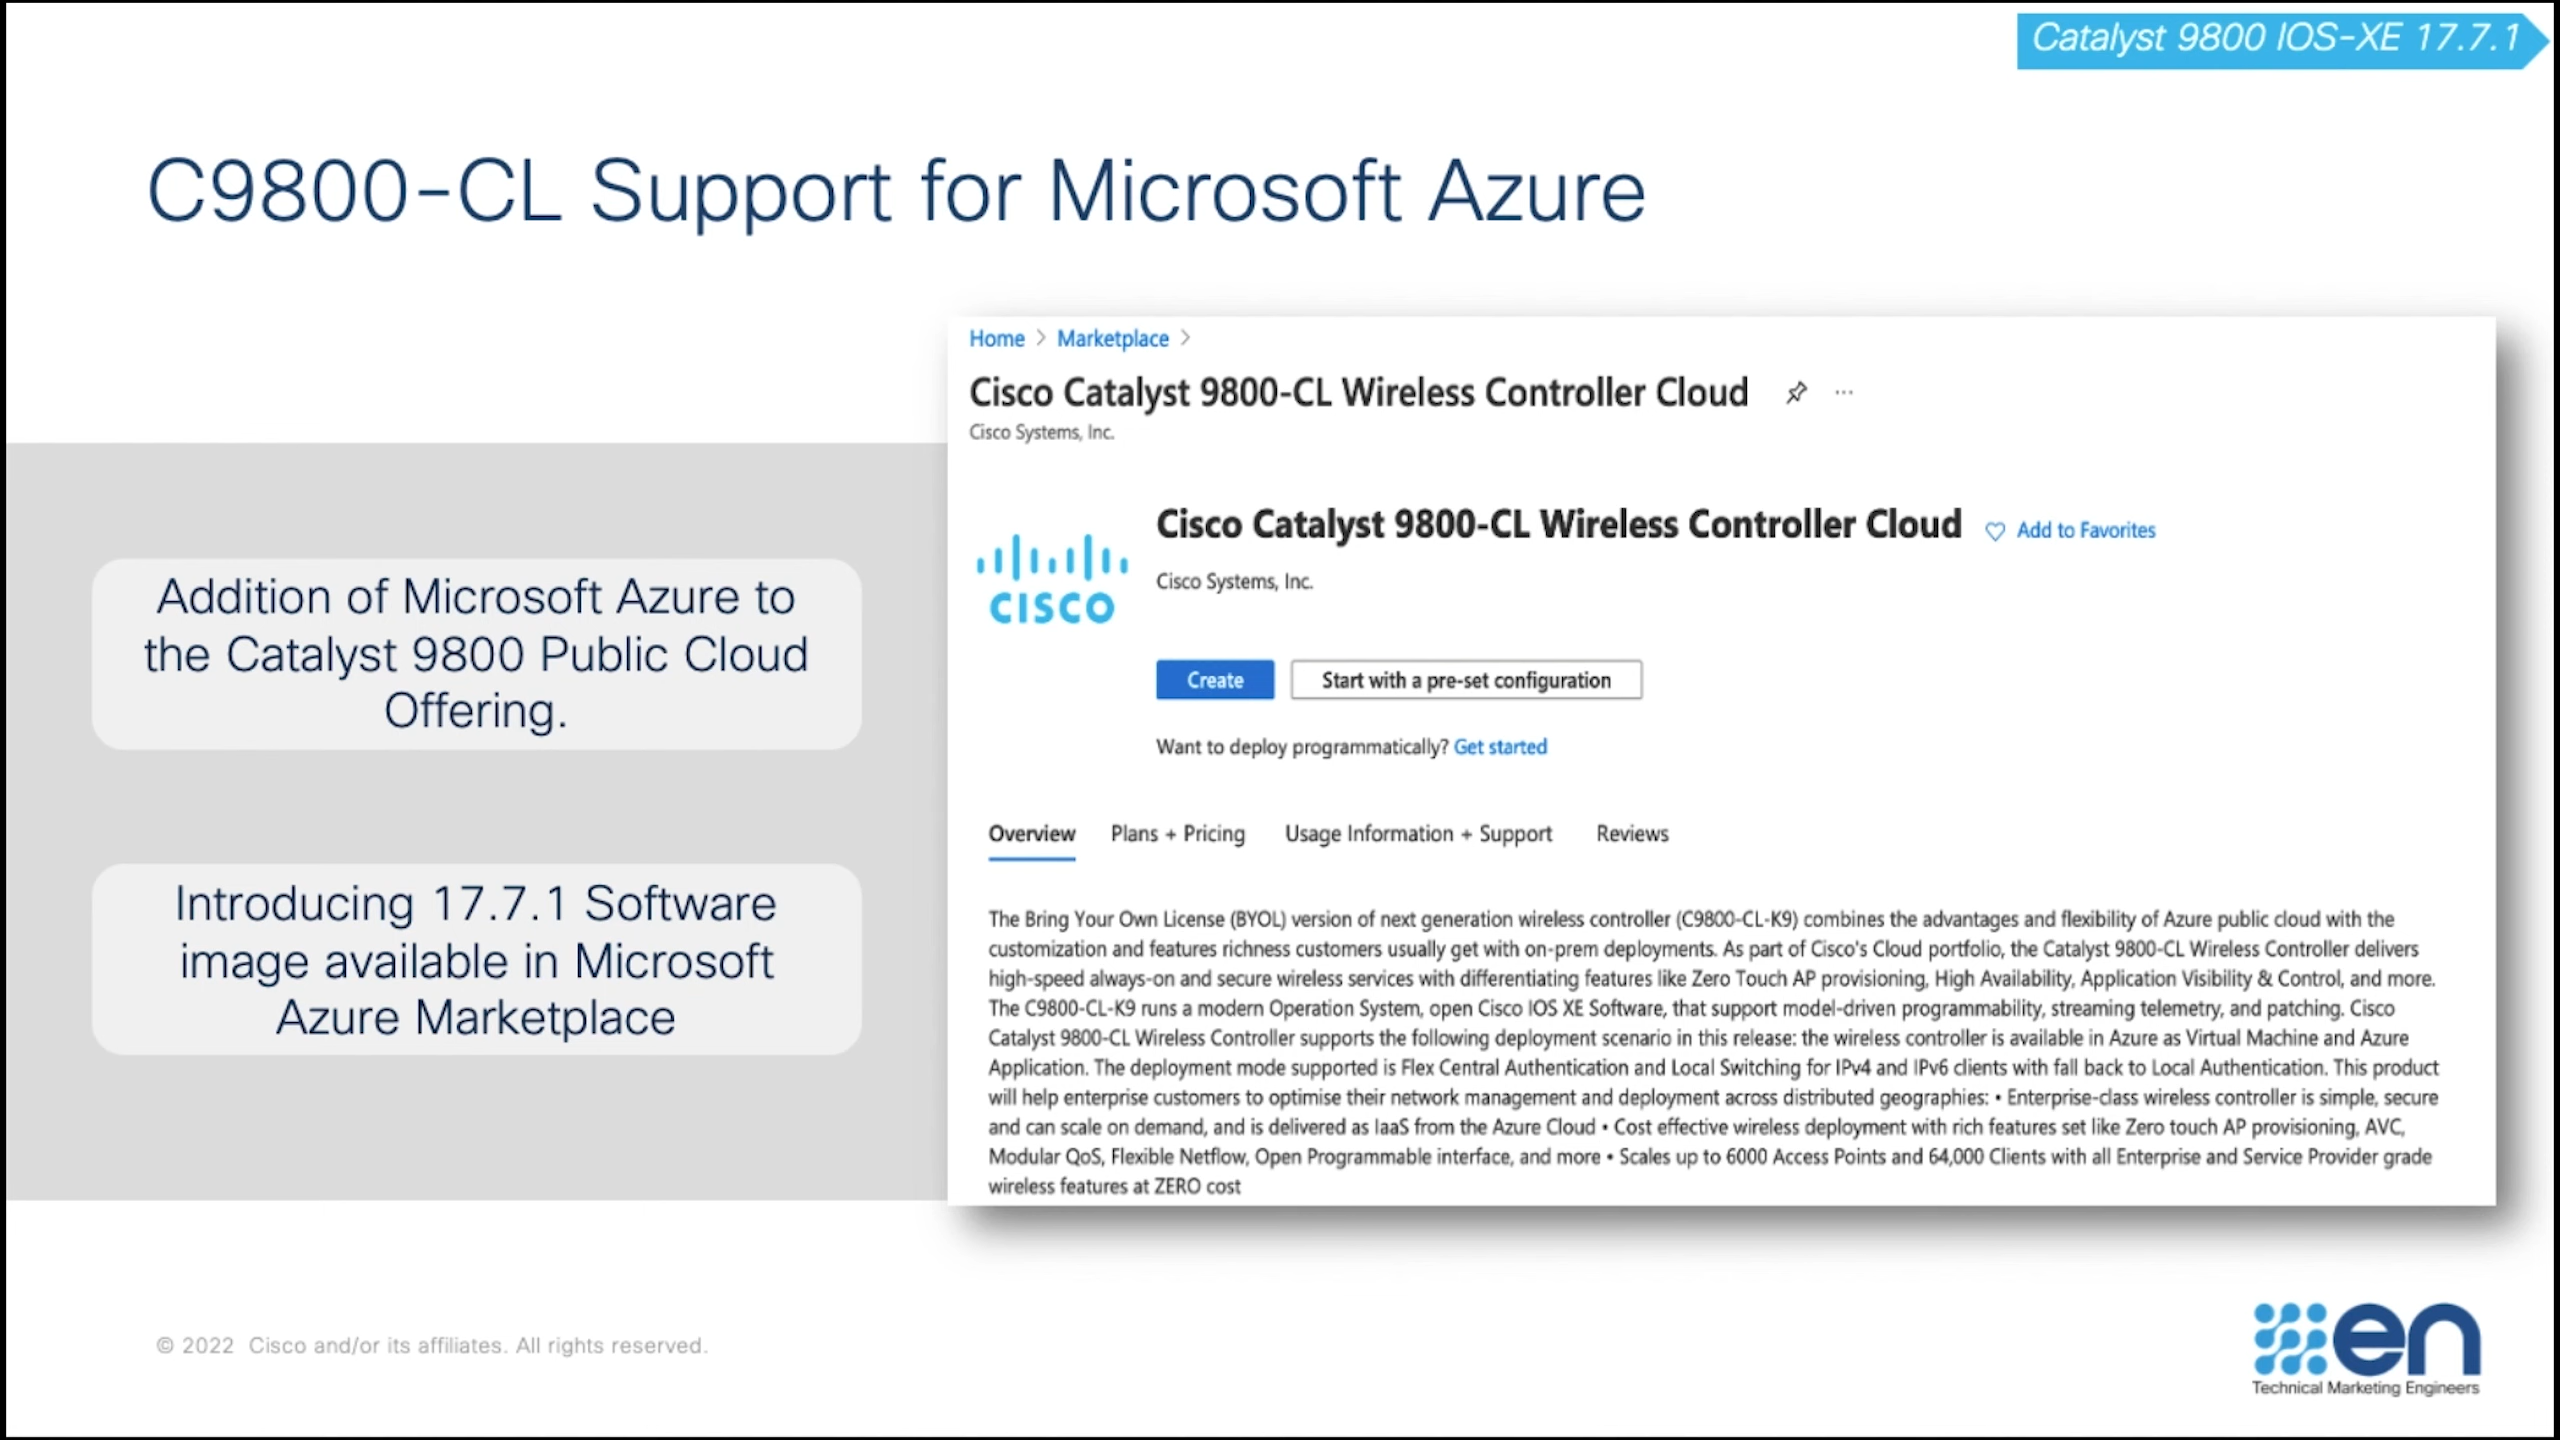 Catalyst 9800 IOS-XE 17.7.1
C9800-CL Support for Microsoft Azure
Addition of Microsoft Azure to
the Catalyst 9800 Public Cloud
Offering.
Introducing 17.7.1 Software
image available in Microsoft
Azure Marketplace
Home > Marketplace >
Cisco Catalyst 9800-CL Wireless Controller Cloud ...
Cisco Systems, Inc.
CISCO
Cisco Catalyst 9800-CL Wireless Controller Cloud
Add to Favorites
Cisco Systems, Inc.
Create
Start with a pre-set configuration
Want to deploy programmatically? Get started
Overview Plans + Pricing Usage Information + Support Reviews
The Bring Your Own License (BYOL) version of next generation wireless controller (C9800-CL-K9) combines the advantages and flexibility of Azure public cloud with the
customization and features richness customers usually get with on-prem deployments. As part of Cisco's Cloud portfolio, the Catalyst 9800-CL Wireless Controller delivers
high-speed always-on and secure wireless services with differentiating features like Zero Touch AP provisioning, High Availability, Application Visibility & Control, and more.
The C9800-CL-K9 runs a modern Operation System, open Cisco IOS XE Software, that support model-driven programmability, streaming telemetry, and patching. Cisco
Catalyst 9800-CL Wireless Controller supports the following deployment scenario in this release: the wireless controller is available in Azure as Virtual Machine and Azure
Application. The deployment mode supported is Flex Central Authentication and Local Switching for IPv4 and IPv6 clients with fall back to Local Authentication. This product
will help enterprise customers to optimise their network management and deployment across distributed geographies: • Enterprise-class wireless controller is simple, secure
and can scale on demand, and is delivered as IaaS from the Azure Cloud • Cost effective wireless deployment with rich features set like Zero touch AP provisioning, AVC,
Modular QoS, Flexible Netflow, Open Programmable interface, and more • Scales up to 6000 Access Points and 64,000 Clients with all Enterprise and Service Provider grade
wireless features at ZERO cost
© 2022 Cisco and/or its affiliates. All rights reserved.
en
Technical Marketing Engineers